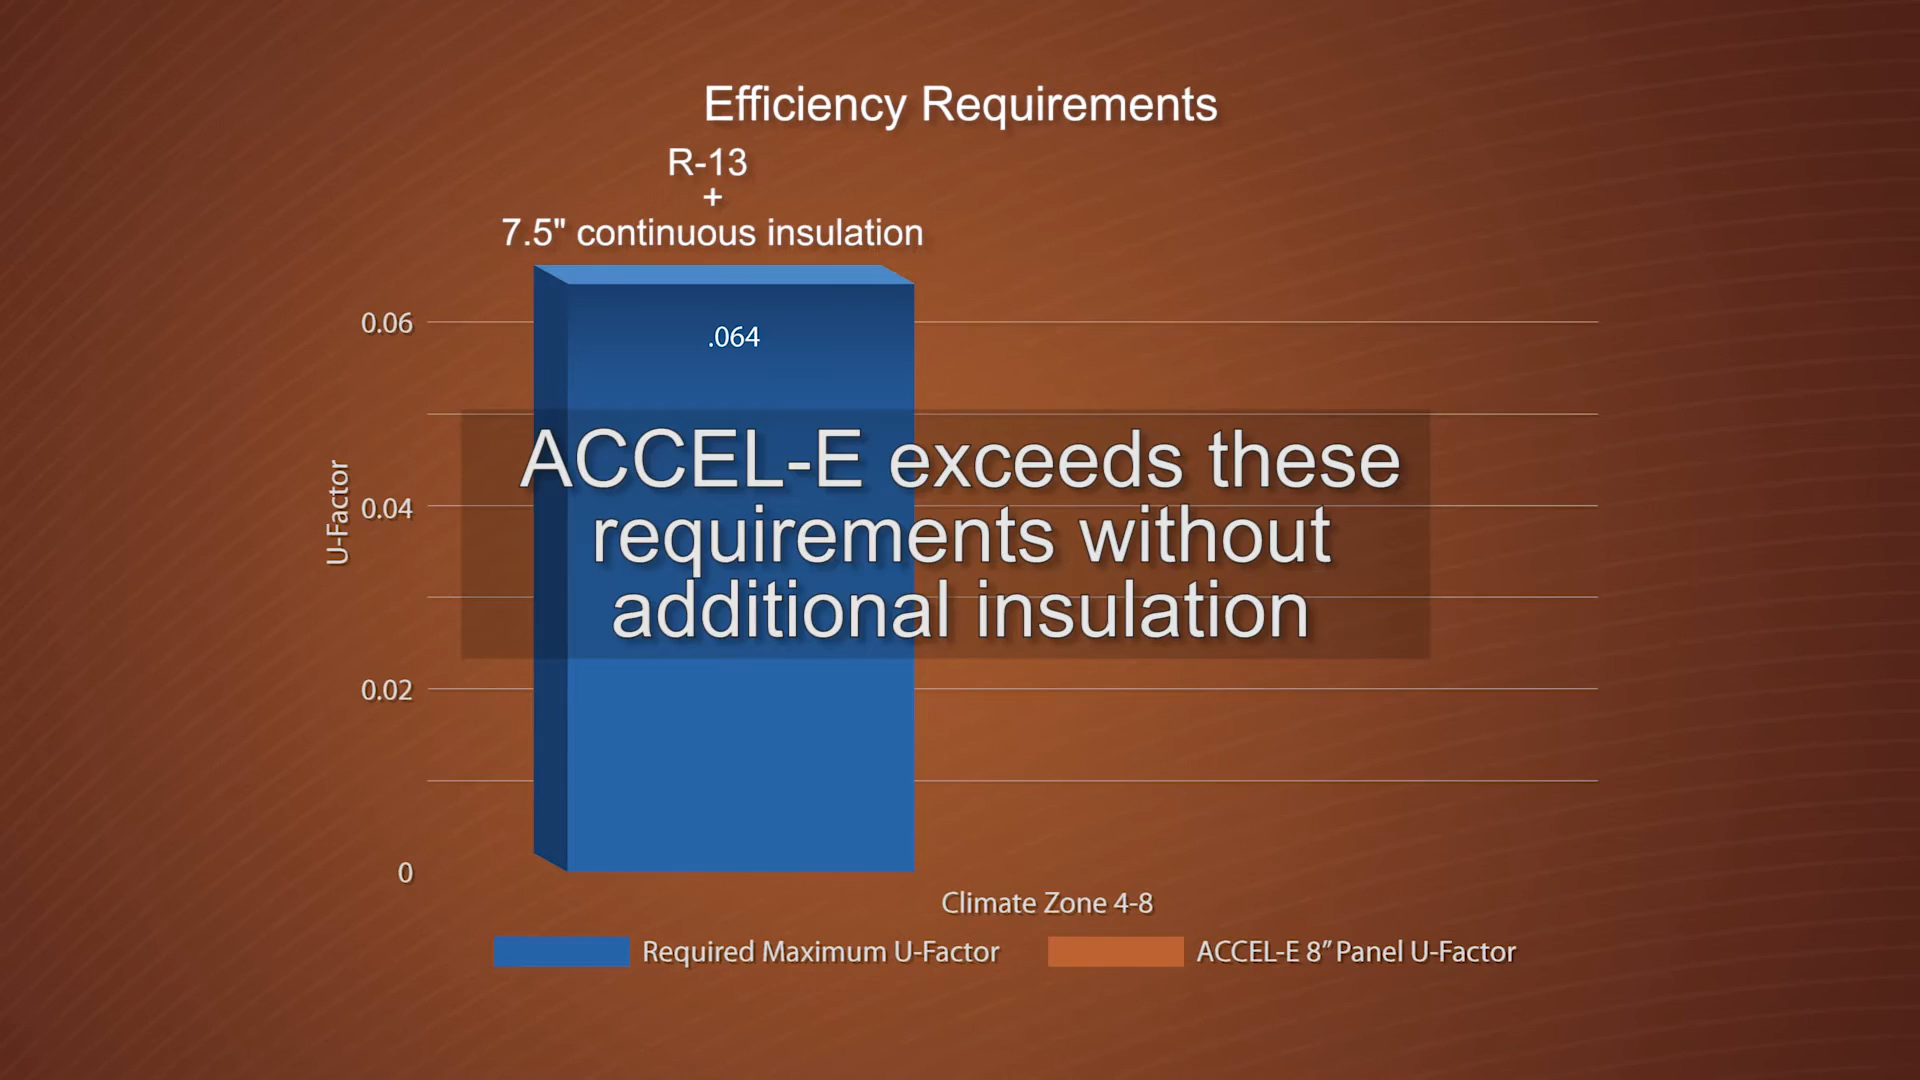 Efficiency Requirements
R-13
+
7.5" continuous insulation
0.06
.064
ACCEL-E exceeds these
requirements without
additional insulation
U-Factor
0.04
0.02
0
Climate Zone 4-8
Required Maximum U-Factor
ACCEL-E 8” Panel U-Factor